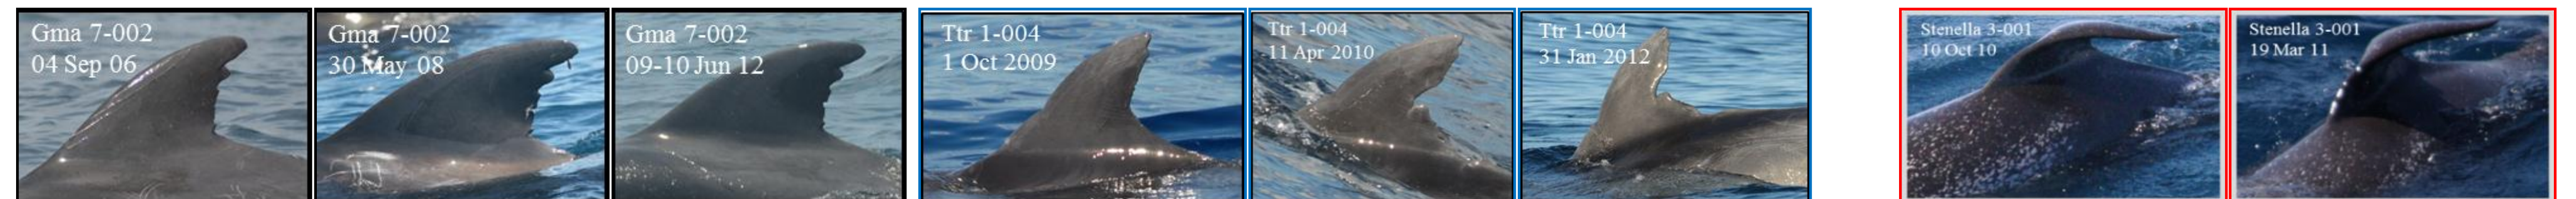 Gma 7-002
04 Sep 06
Gma 7-002
30 May 08
Gma 7-002
09-10 Jun 12
Ttr 1-004
1 Oct 2009
Ttr 1-004
11 Apr 2010
Ttr 1-004
31 Jan 2012
Stenella 3-001
10 Oct 10
Stenella 3-001
19 Mar 11